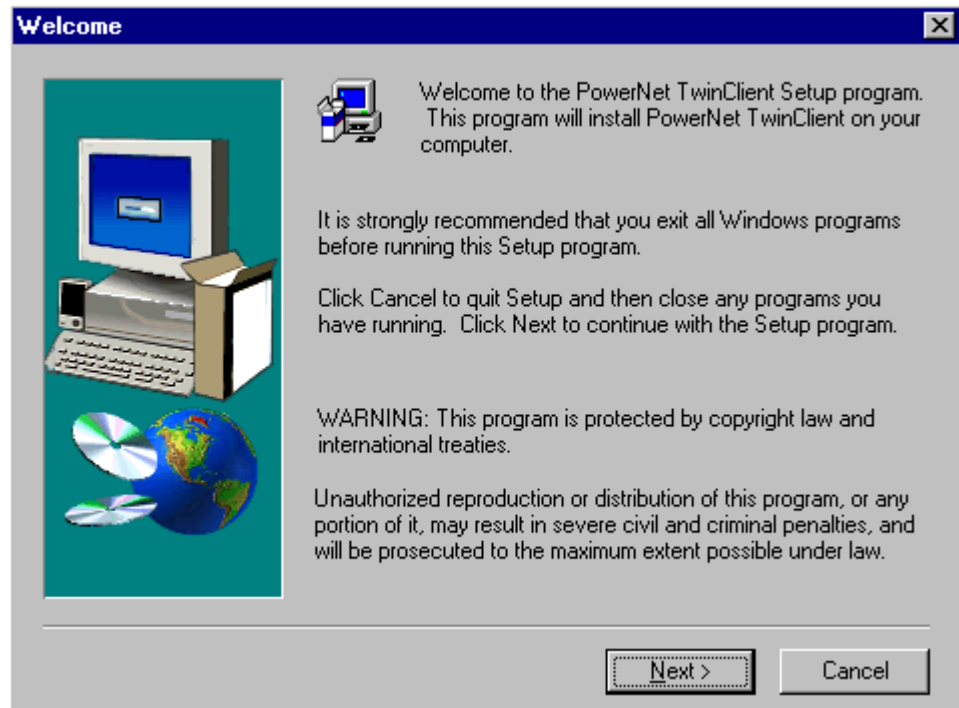 Welcome
Welcome to the PowerNet TwinClient Setup program.
This program will install PowerNet TwinClient on your
computer.
It is strongly recommended that you exit all Windows programs
before running this Setup program.
Click Cancel to quit Setup and then close any programs you
have running.  Click Next to continue with the Setup program.
WARNING: This program is protected by copyright law and
international treaties.
Unauthorized reproduction or distribution of this program, or any
portion of it, may result in severe civil and criminal penalties, and
will be prosecuted to the maximum extent possible under law.
Next >
Cancel